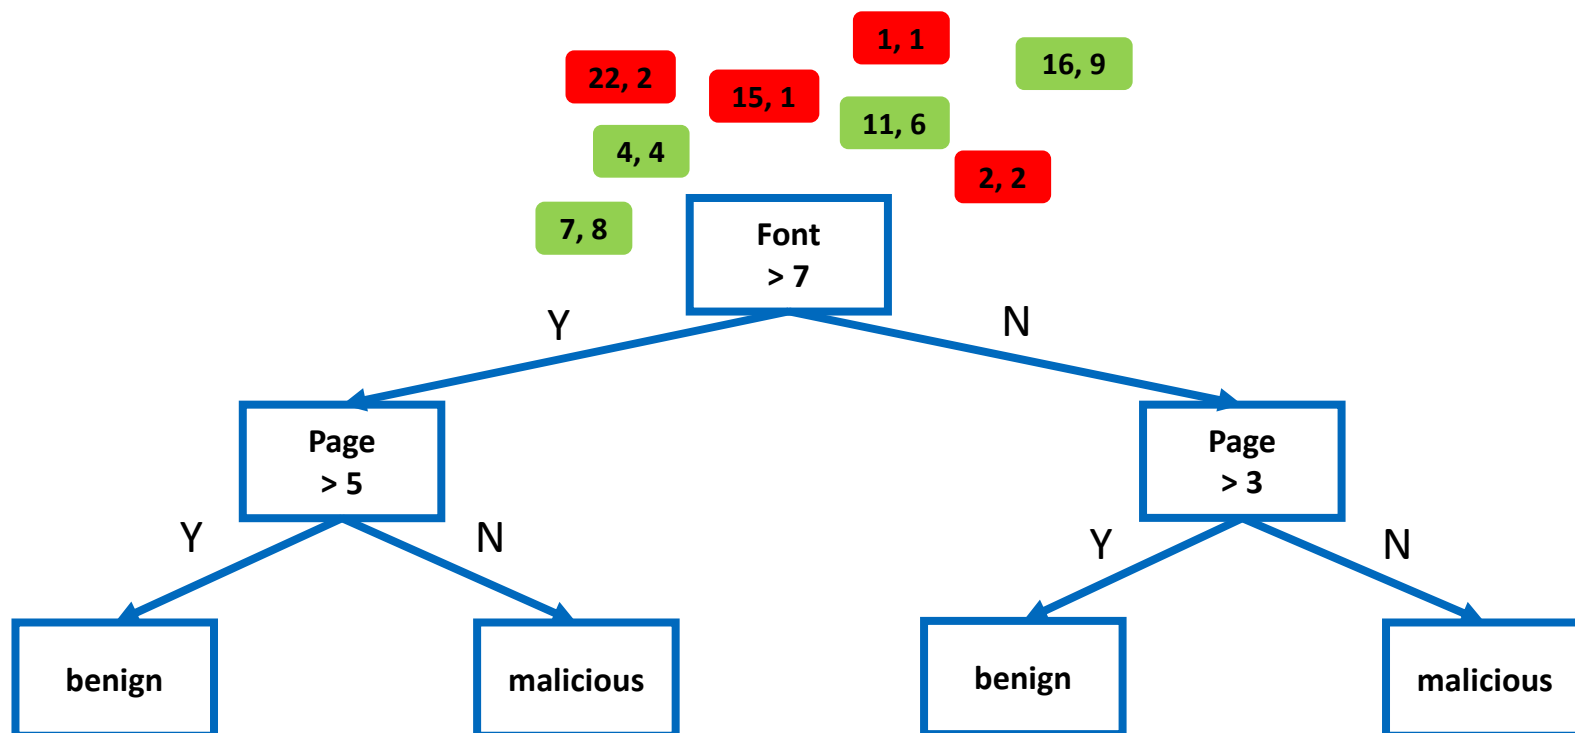 1, 1
16, 9
22, 2
15, 1
11, 6
4, 4
2, 2
7, 8
Font
> 7
Y
N
Page
> 5
Page
> 3
Y
N
Y
N
benign
malicious
benign
malicious